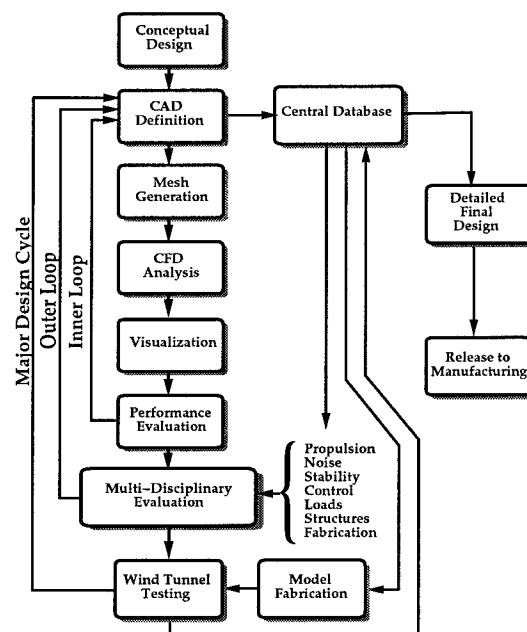 Conceptual
Design
CAD
Definition
Central Database
Mesh
Generation
Detailed
Final
Design
CFD
Analysis
Visualization
Release to
Manufacturing
Performance
Evaluation
Major Design Cycle
Outer Loop
Inner Loop
Multi-Disciplinary
Evaluation
Propulsion
Noise
Stability
Control
Loads
Structures
Fabrication
Wind Tunnel
Testing
Model
Fabrication